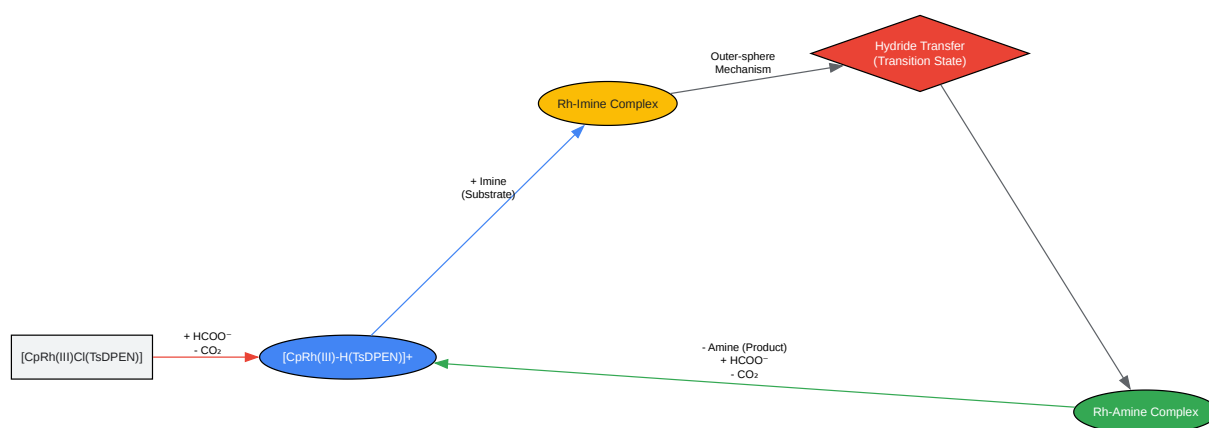 Hydride Transfer
(Transition State)
Outer-sphere
Mechanism
Rh-Imine Complex
+ Imine
(Substrate)
+ HCOO⁻
- CO₂
[CpRh(III)Cl(TsDPEN)]
[CpRh(III)-H(TsDPEN)]+
- Amine (Product)
+ HCOO⁻
- CO₂
Rh-Amine Complex